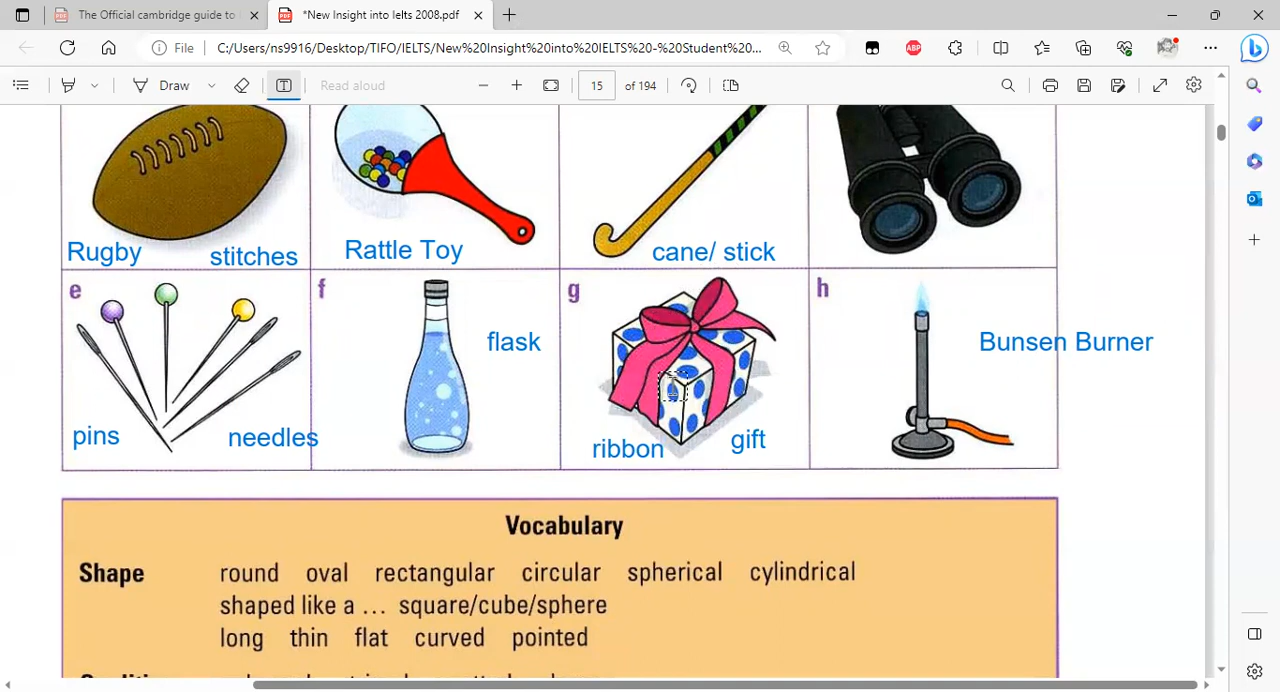 The Official cambridge guide to
*New Insight into Ielts 2008.pdf
File
C:/Users/ns9916/Desktop/TIFO/IELTS/New%20Insight%20into%20IELTS%20-%20Student%20...
ABP
Draw
Read aloud
15 of 194
Rugby stitches
Rattle Toy
cane/ stick
e
f
g
h
flask
Bunsen Burner
pins needles
ribbon gift
Vocabulary
Shape round oval rectangular circular spherical cylindrical
shaped like a ... square/cube/sphere
long thin flat curved pointed